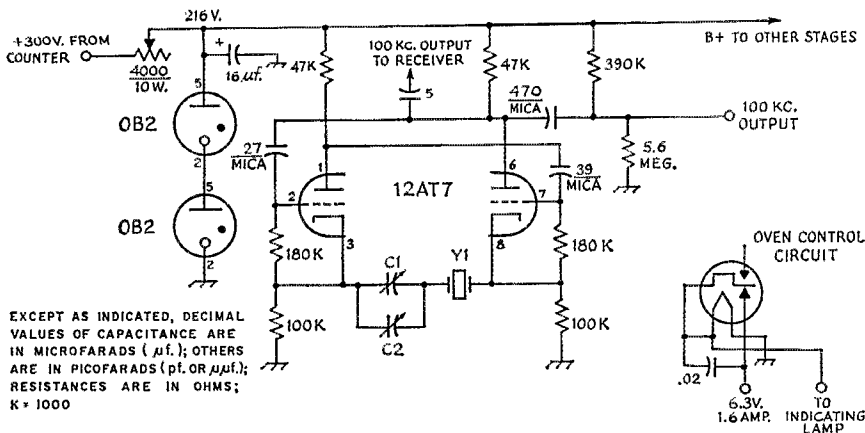 216V.
+300V. FROM
COUNTER
4000
10 W.
+
16 µf.
47K
100 KC. OUTPUT
TO RECEIVER
5
47K
390K
B+ TO OTHER STAGES
470
MICA
100 KC.
OUTPUT
5.6
MEG.
5
OB2
2
5
OB2
2
27
MICA
1
2
3
12AT7
6
7
8
39
MICA
180K
180K
C1
C2
Y1
100K
100K
OVEN CONTROL
CIRCUIT
.02
6.3V.
1.6 AMP.
TO
INDICATING
LAMP
EXCEPT AS INDICATED, DECIMAL
VALUES OF CAPACITANCE ARE
IN MICROFARADS ( µf.); OTHERS
ARE IN PICOFARADS (pf. OR µµf.);
RESISTANCES ARE IN OHMS;
K = 1000